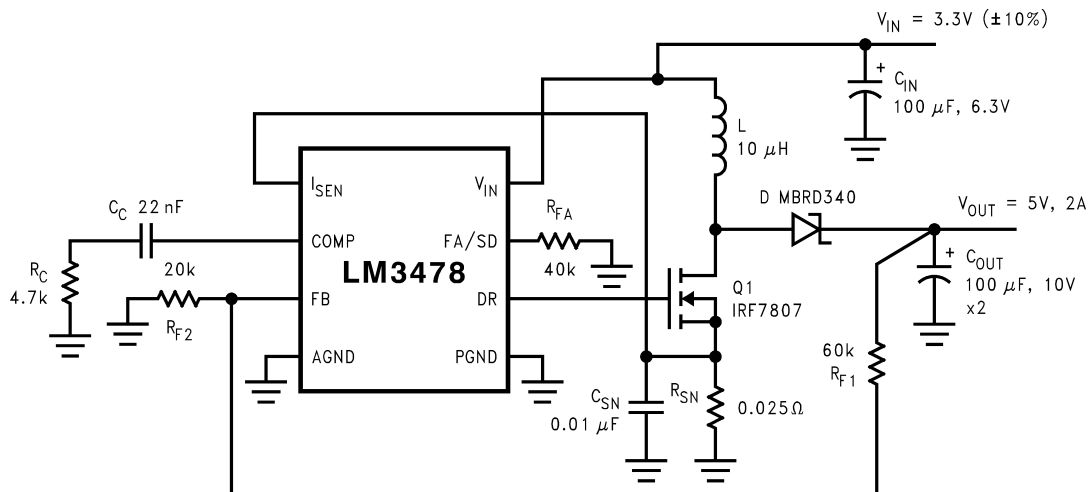 V_IN = 3.3V (±10%)
+
C_IN
100 μF, 6.3V
L
10 μH
I_SEN
V_IN
C_C 22 nF
R_FA
D MBRD340
V_OUT = 5V, 2A
COMP
FA/SD
+
C_OUT
100 μF, 10V
x2
R_C
4.7k
20k
LM3478
40k
FB
DR
Q1
IRF7807
R_F2
AGND
PGND
60k
R_F1
C_SN
0.01 μF
R_SN
0.025Ω